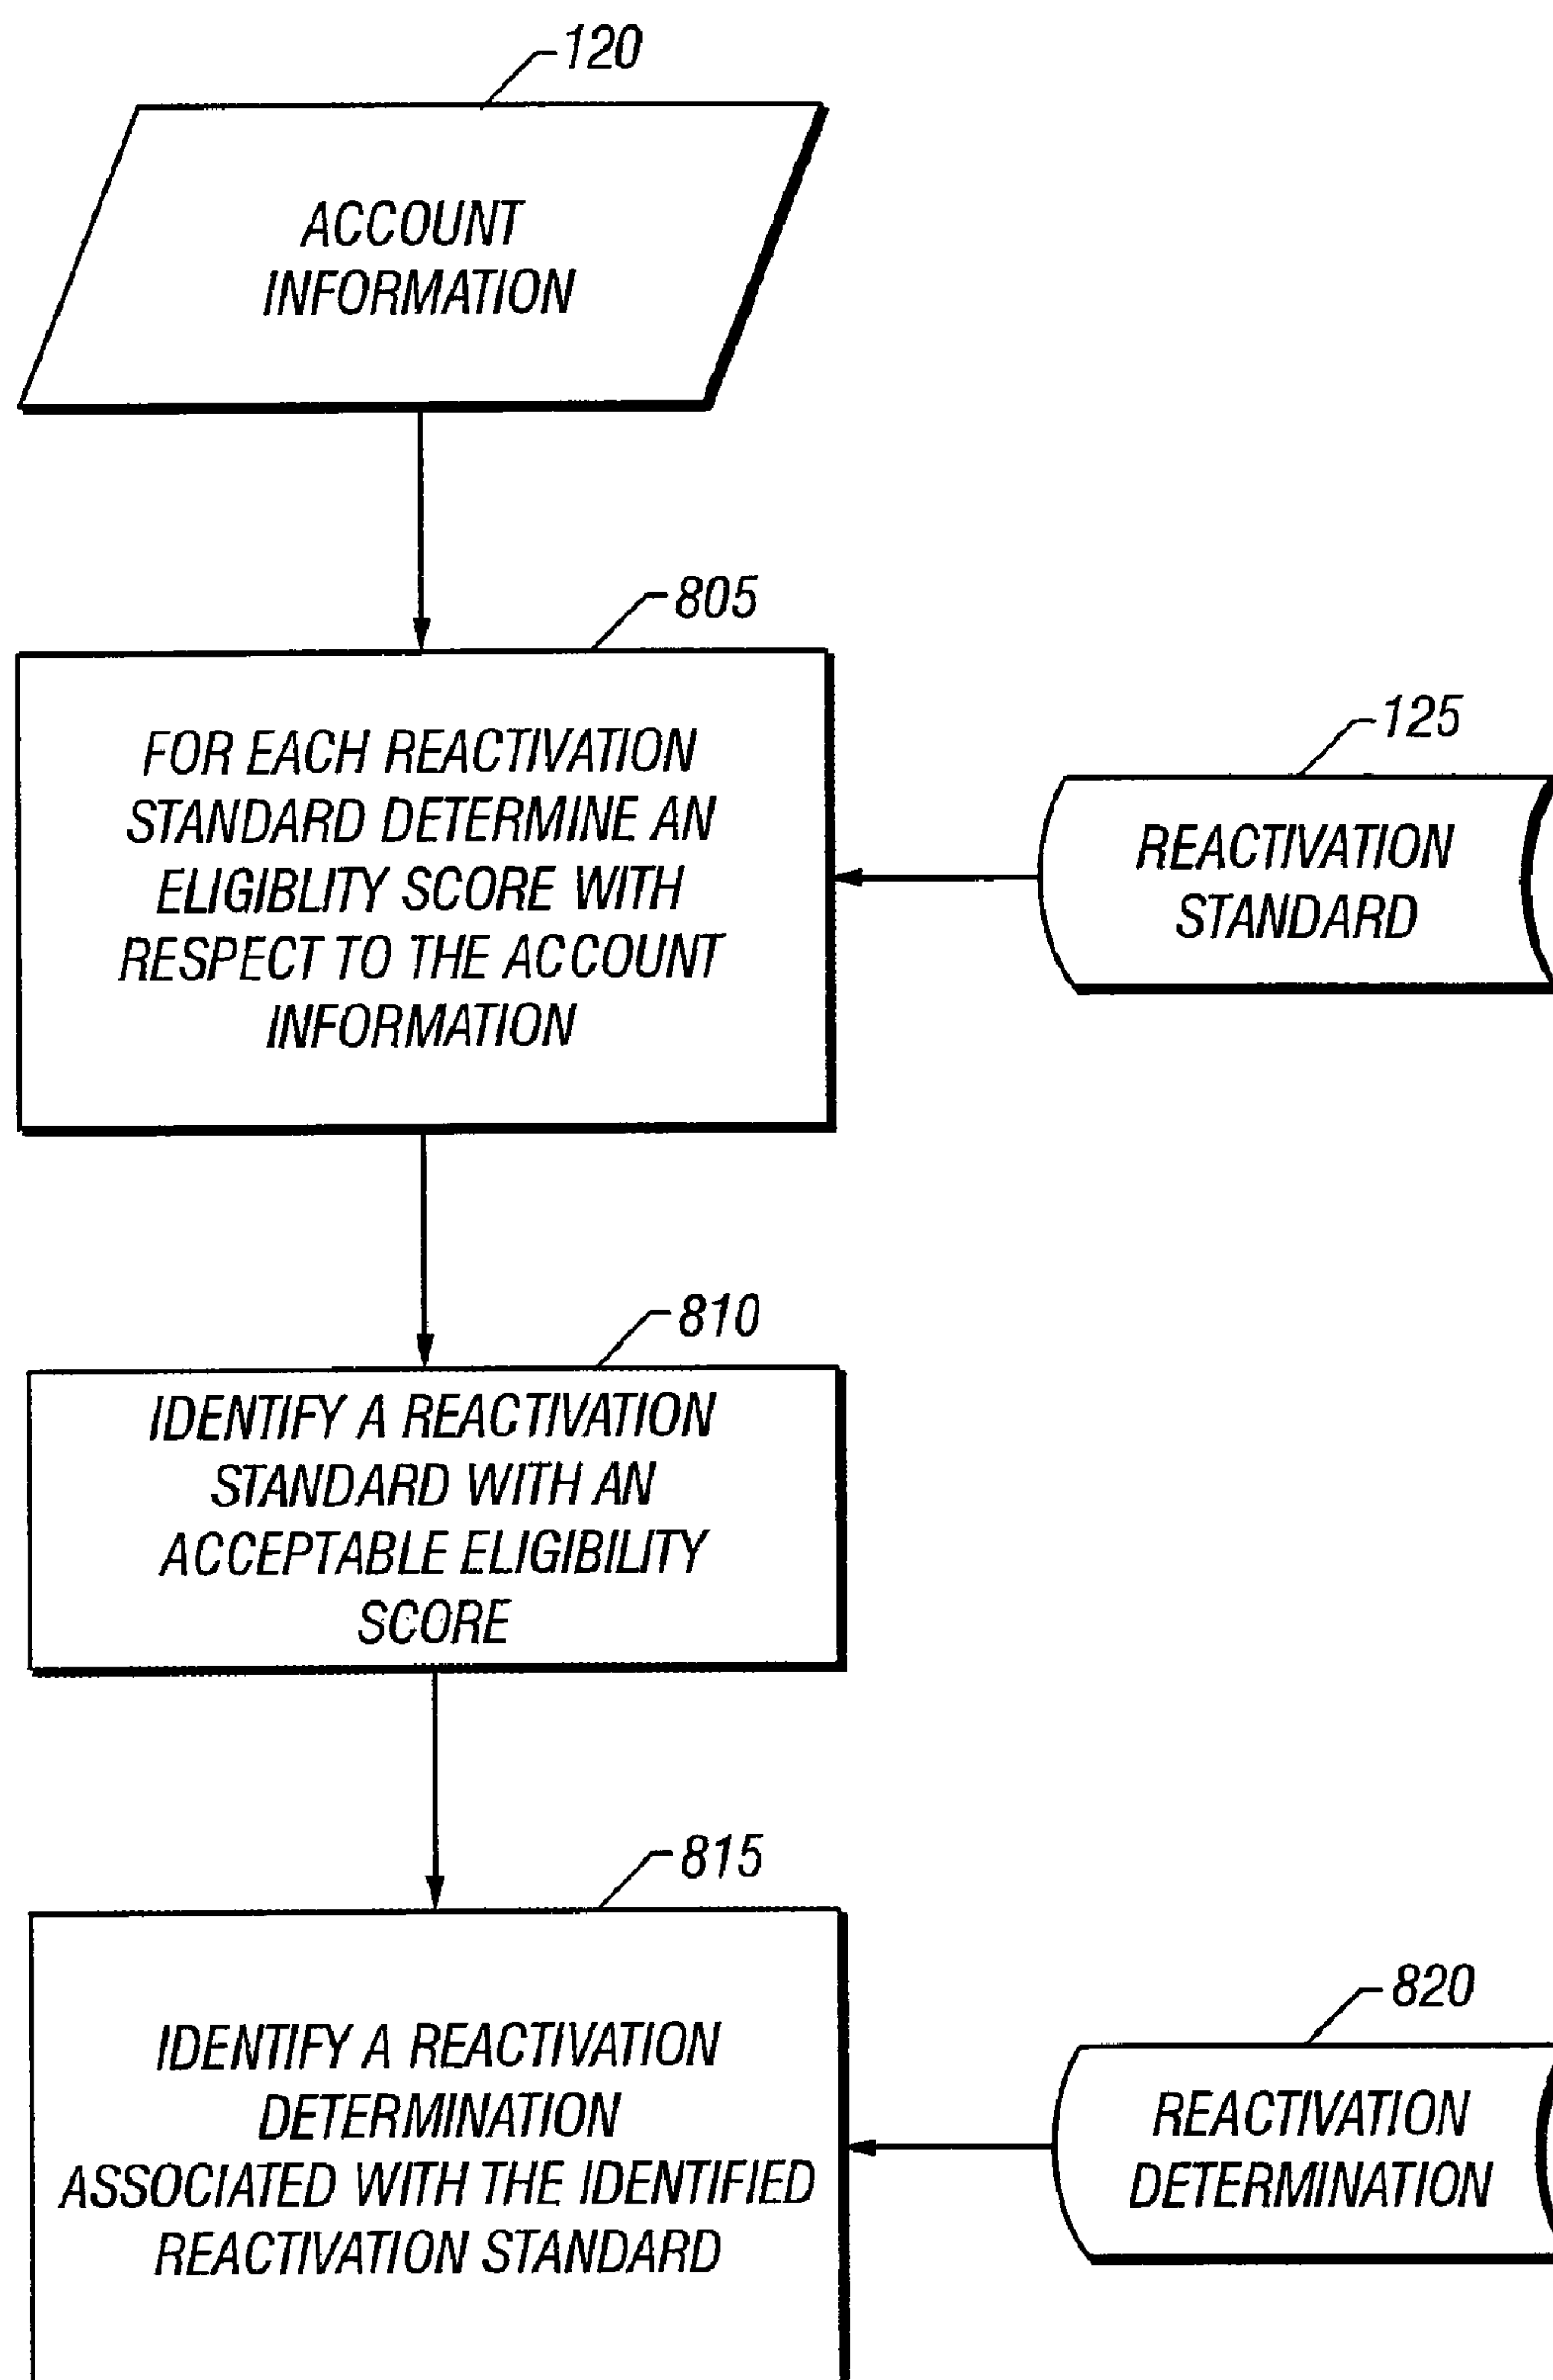 120
ACCOUNT
INFORMATION
805
FOR EACH REACTIVATION
STANDARD DETERMINE AN
ELIGIBLITY SCORE WITH
RESPECT TO THE ACCOUNT
INFORMATION
125
REACTIVATION
STANDARD
810
IDENTIFY A REACTIVATION
STANDARD WITH AN
ACCEPTABLE ELIGIBILITY
SCORE
815
IDENTIFY A REACTIVATION
DETERMINATION
ASSOCIATED WITH THE IDENTIFIED
REACTIVATION STANDARD
820
REACTIVATION
DETERMINATION